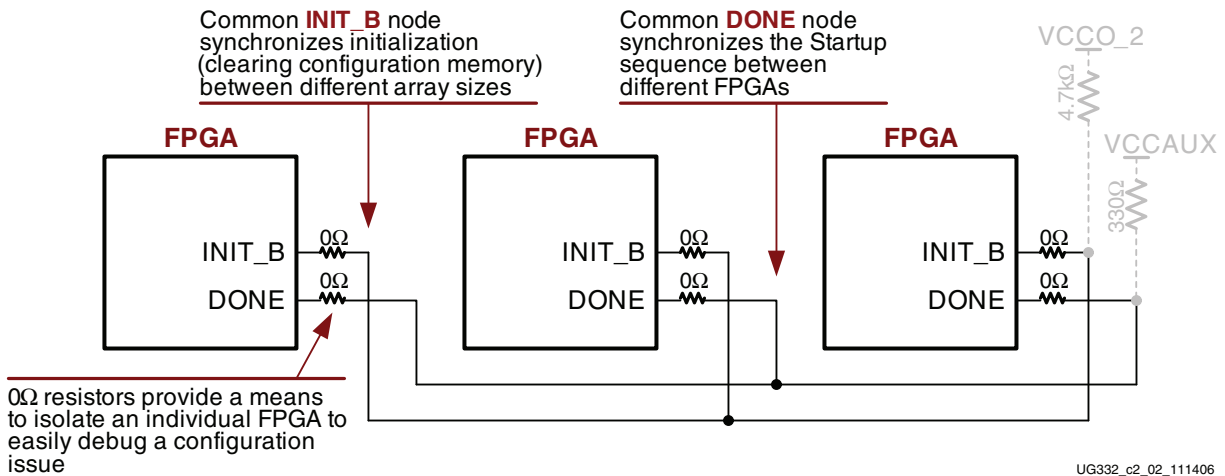 Common INIT_B node
synchronizes initialization
(clearing configuration memory)
between different array sizes
Common DONE node
synchronizes the Startup
sequence between
different FPGAs
VCCO_2
4.7kΩ
VCCAUX
330Ω
FPGA
FPGA
FPGA
INIT_B
0Ω
DONE
0Ω
INIT_B
0Ω
DONE
0Ω
INIT_B
0Ω
DONE
0Ω
0Ω resistors provide a means
to isolate an individual FPGA to
easily debug a configuration
issue
UG332_c2_02_111406